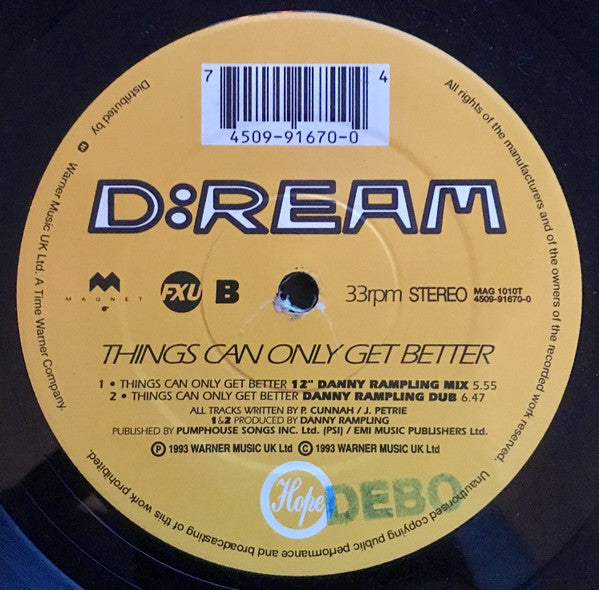 7 4
4509-91670-0
D:REAM
MAGNET
FXU
B
33rpm STEREO
MAG 1010T
4509-91670-0
THINGS CAN ONLY GET BETTER
1 • THINGS CAN ONLY GET BETTER 12" DANNY RAMPLING MIX 5.55
2 • THINGS CAN ONLY GET BETTER DANNY RAMPLING DUB 6.47
ALL TRACKS WRITTEN BY P. CUNNAH / J. PETRIE
1&2 PRODUCED BY DANNY RAMPLING
PUBLISHED BY PUMPHOUSE SONGS INC. Ltd. (PSI) / EMI MUSIC PUBLISHERS Ltd.
Ⓟ 1993 WARNER MUSIC UK Ltd © 1993 WARNER MUSIC UK Ltd
Hope
DEBO
All rights of the manufacturers and of the owners of the recorded work reserved. Unauthorised copying public performance and broadcasting of this work prohibited.
Distributed by Warner Music UK Ltd. A Time Warner Company.